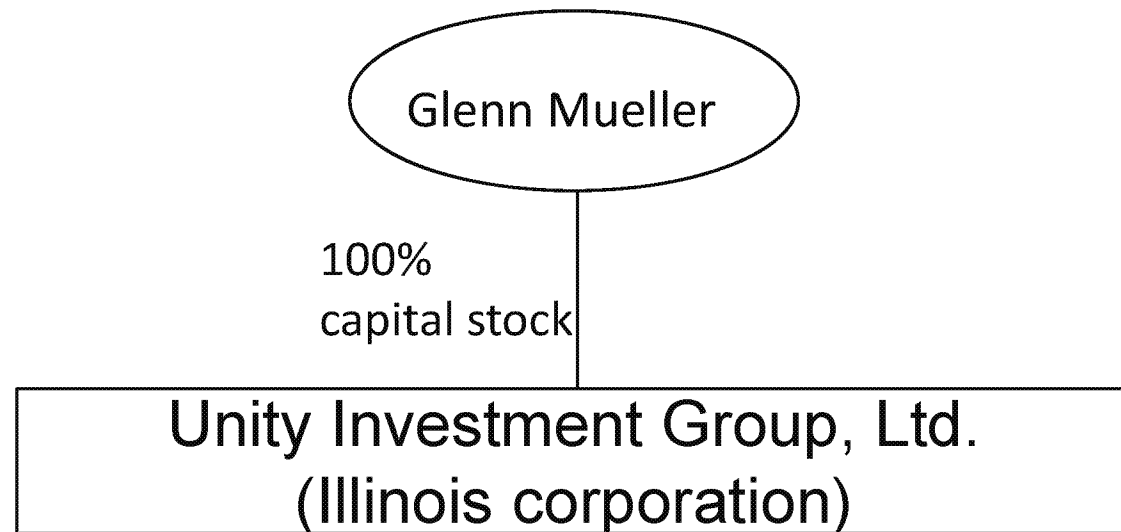 Glenn Mueller
100%
capital stock
Unity Investment Group, Ltd.
(Illinois corporation)